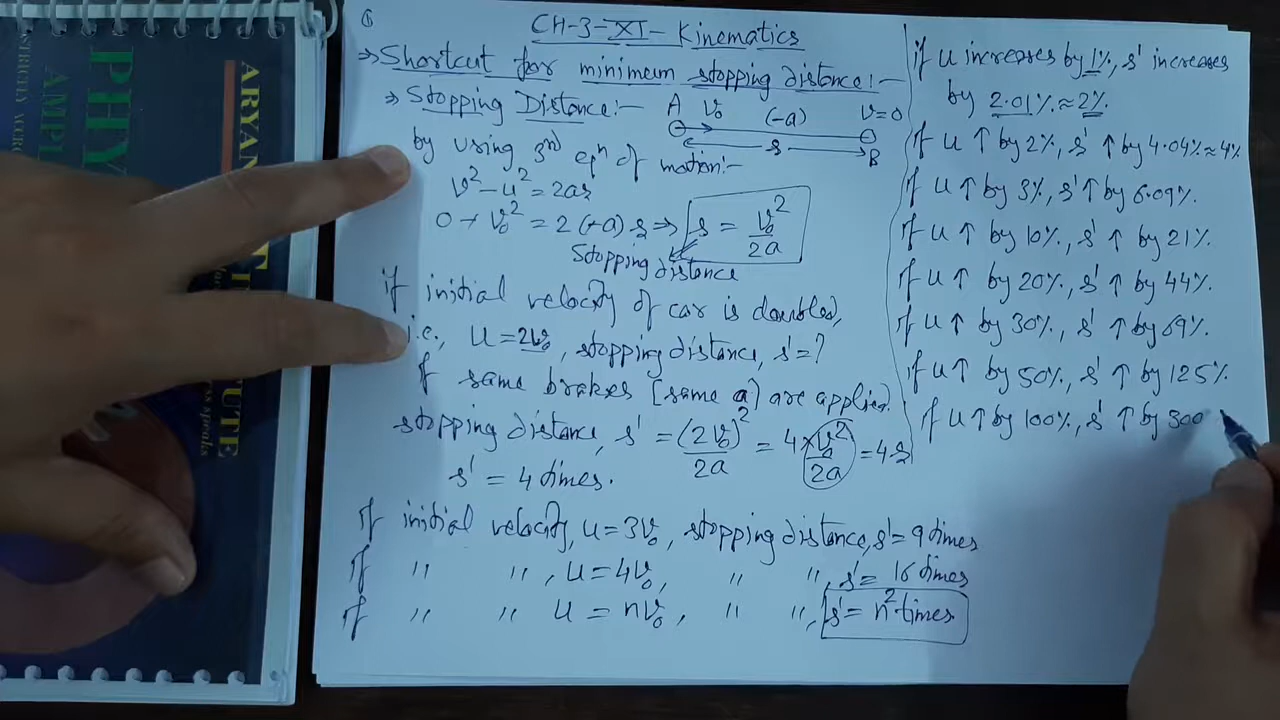 ①
CH-3-XI- Kinematics
⇒ Shortcut for minimum stopping distance:-
⇒ Stopping Distance:- A v₀ (-a) v=0
s B
by using 3rd eqn of motion:-
v² - u² = 2as
0 - v₀² = 2 (-a) s ⇒ s = v₀²/2a
Stopping distance
if initial velocity of car is doubled,
i.e., u = 2v₀, stopping distance, s' = ?
if same brakes [same a] are applied.
stopping distance, s' = (2v₀)²/2a = 4 × v₀²/2a = 4s
s' = 4 times.
if initial velocity, u = 3v₀, stopping distance, s' = 9 times
if " ", u = 4v₀, " ", s' = 16 times
if " " u = nv₀, " ", s' = n² times
if u increases by 1%, s' increases
by 2.01% ≈ 2%.
if u ↑ by 2%, s' ↑ by 4.04% ≈ 4%
if u ↑ by 3%, s' ↑ by 6.09%.
if u ↑ by 10%, s' ↑ by 21%.
if u ↑ by 20%, s' ↑ by 44%.
if u ↑ by 30%, s' ↑ by 69%.
if u ↑ by 50%, s' ↑ by 125%.
if u ↑ by 100%, s' ↑ by 300
PHY
AMPL
ARYAN
TUTE